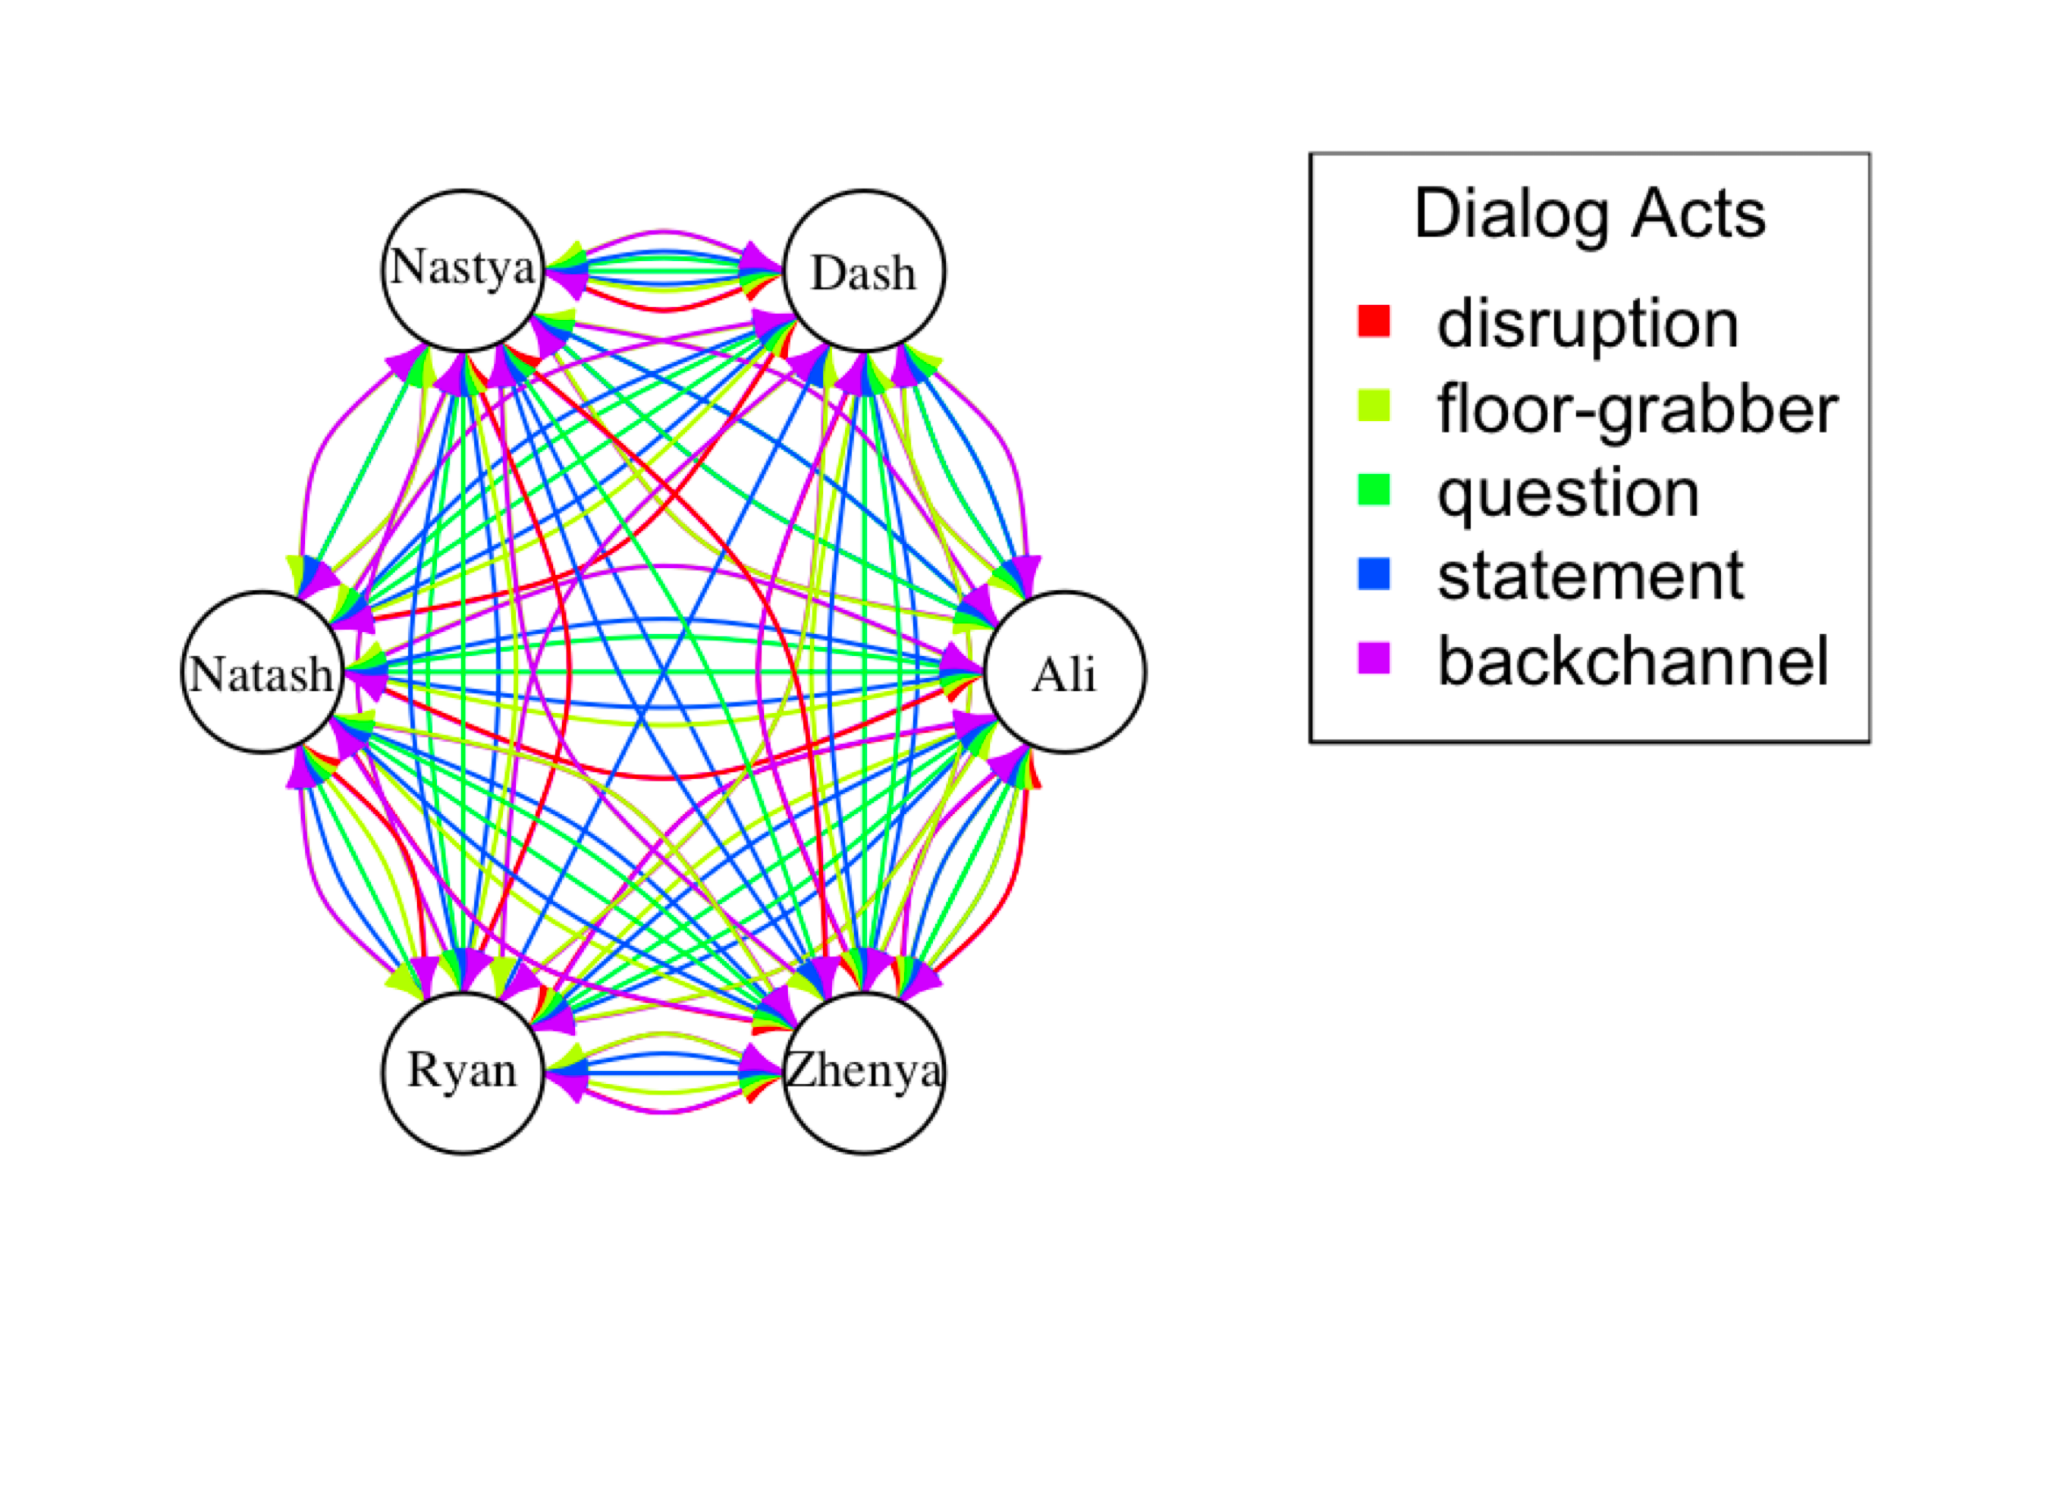 Nastya
Dash
Natash
Ali
Ryan
Zhenya
Dialog Acts
disruption
floor-grabber
question
statement
backchannel